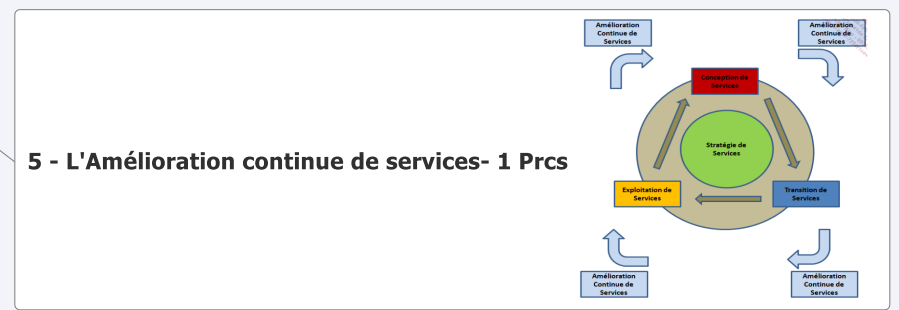 5 - L'Amélioration continue de services- 1 Prcs
Amélioration
Continue de
Services
Amélioration
Continue de
Services
Conception de
Services
Stratégie de
Services
Exploitation de
Services
Transition de
Services
Amélioration
Continue de
Services
Amélioration
Continue de
Services